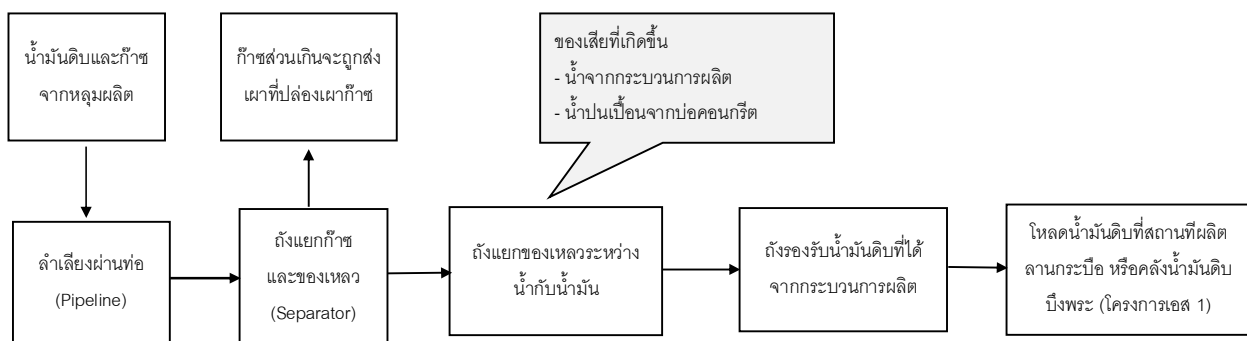 น้ำมันดิบและก๊าซ
จากหลุมผลิต
ก๊าซส่วนเกินจะถูกส่ง
เผาที่ปล่องเผาก๊าซ
ของเสียที่เกิดขึ้น
- น้ำจากกระบวนการผลิต
- น้ำปนเปื้อนจากบ่อคอนกรีต
ลำเลียงผ่านท่อ
(Pipeline)
ถังแยกก๊าซ
และของเหลว
(Separator)
ถังแยกของเหลวระหว่าง
น้ำกับน้ำมัน
ถังรองรับน้ำมันดิบที่ได้
จากกระบวนการผลิต
โหลดน้ำมันดิบที่สถานีผลิต
ลานกระบือ หรือคลังน้ำมันดิบ
บึงพระ (โครงการเอส 1)